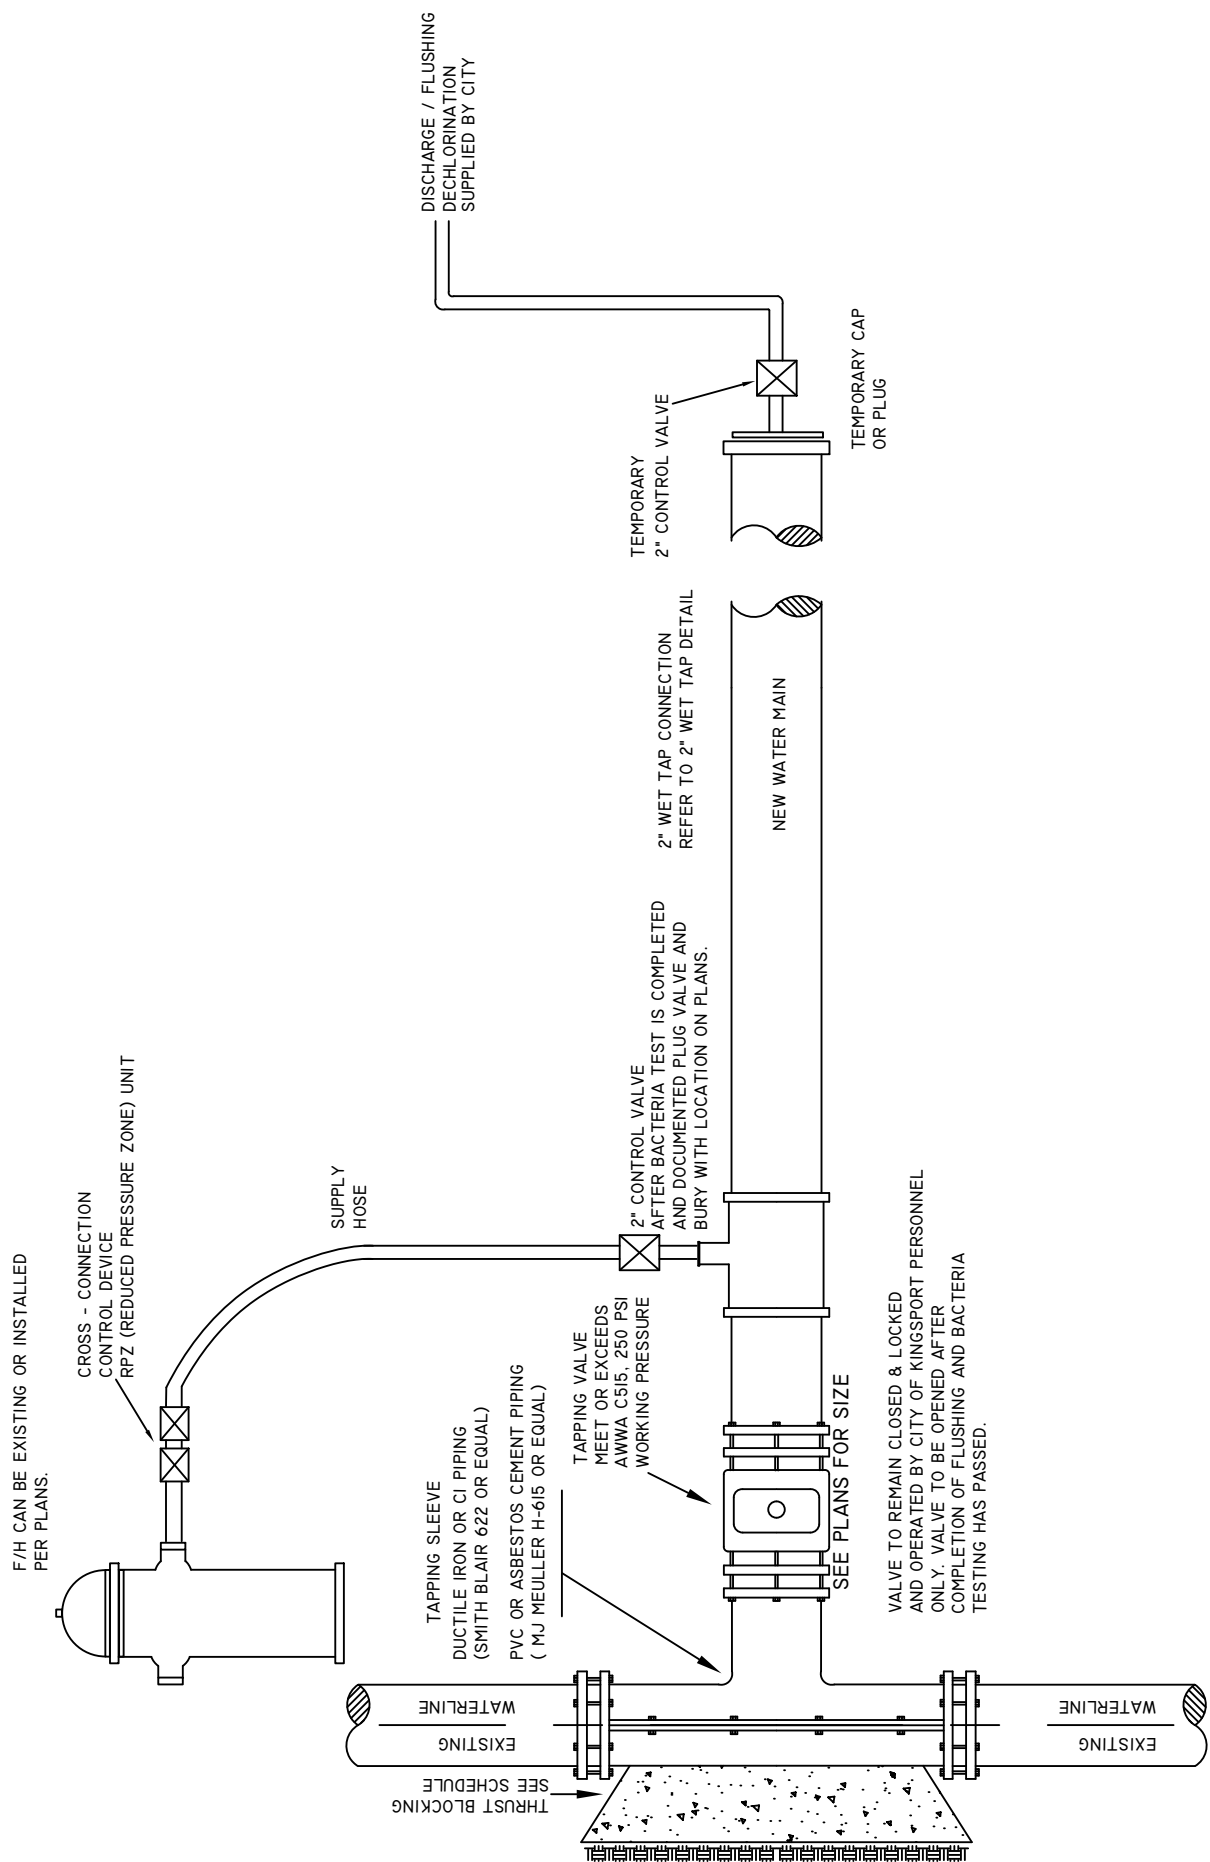 F/H CAN BE EXISTING OR INSTALLED
PER PLANS.
CROSS - CONNECTION
CONTROL DEVICE
RPZ (REDUCED PRESSURE ZONE) UNIT
SUPPLY
HOSE
DISCHARGE / FLUSHING
DECHLORINATION
SUPPLIED BY CITY
TAPPING SLEEVE
DUCTILE IRON OR CI PIPING
(SMITH BLAIR 622 OR EQUAL)
PVC OR ASBESTOS CEMENT PIPING
( MJ MEULLER H-615 OR EQUAL)
TAPPING VALVE
MEET OR EXCEEDS
AWWA C515, 250 PSI
WORKING PRESSURE
2" CONTROL VALVE
AFTER BACTERIA TEST IS COMPLETED
AND DOCUMENTED PLUG VALVE AND
BURY WITH LOCATION ON PLANS.
2" WET TAP CONNECTION
REFER TO 2" WET TAP DETAIL
TEMPORARY
2" CONTROL VALVE
TEMPORARY CAP
OR PLUG
NEW WATER MAIN
SEE PLANS FOR SIZE
VALVE TO REMAIN CLOSED & LOCKED
AND OPERATED BY CITY OF KINGSPORT PERSONNEL
ONLY. VALVE TO BE OPENED AFTER
COMPLETION OF FLUSHING AND BACTERIA
TESTING HAS PASSED.
EXISTING
WATERLINE
EXISTING
WATERLINE
THRUST BLOCKING
SEE SCHEDULE